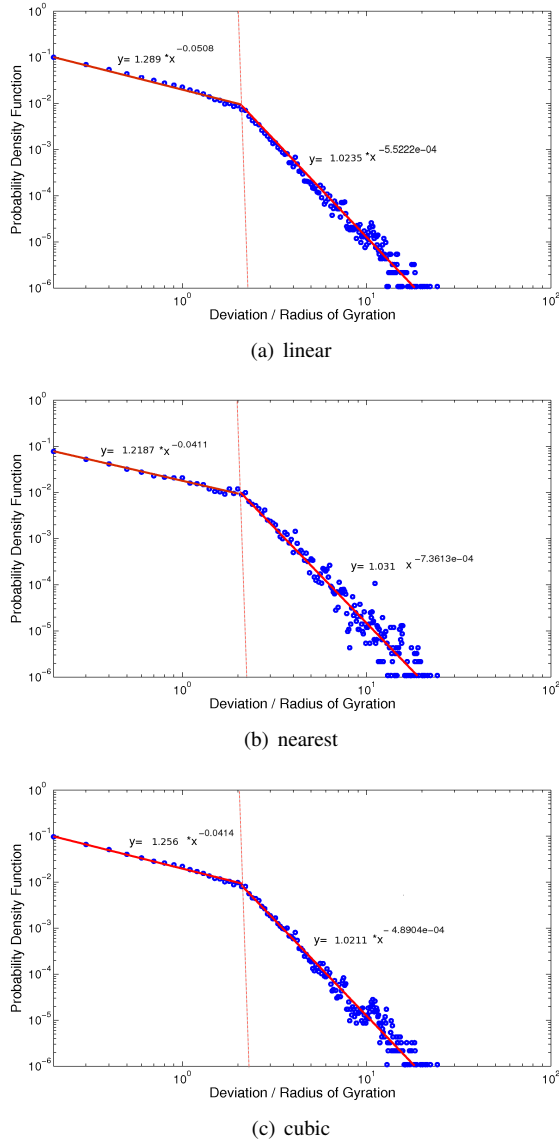 10^0
10^-1
10^-2
10^-3
10^-4
10^-5
10^-6
Probability Density Function
y= 1.289 *x^-0.0508
y= 1.0235 *x^-5.5222e-04
10^0 10^1 10^2
Deviation / Radius of Gyration
(a) linear
10^0
10^-1
10^-2
10^-3
10^-4
10^-5
10^-6
Probability Density Function
y= 1.2187 *x^-0.0411
y= 1.031 x^-7.3613e-04
10^0 10^1 10^2
Deviation / Radius of Gyration
(b) nearest
10^0
10^-1
10^-2
10^-3
10^-4
10^-5
10^-6
Probability Density Function
y= 1.256 *x^-0.0414
y= 1.0211 *x^- 4.8904e-04
10^0 10^1 10^2
Deviation / Radius of Gyration
(c) cubic